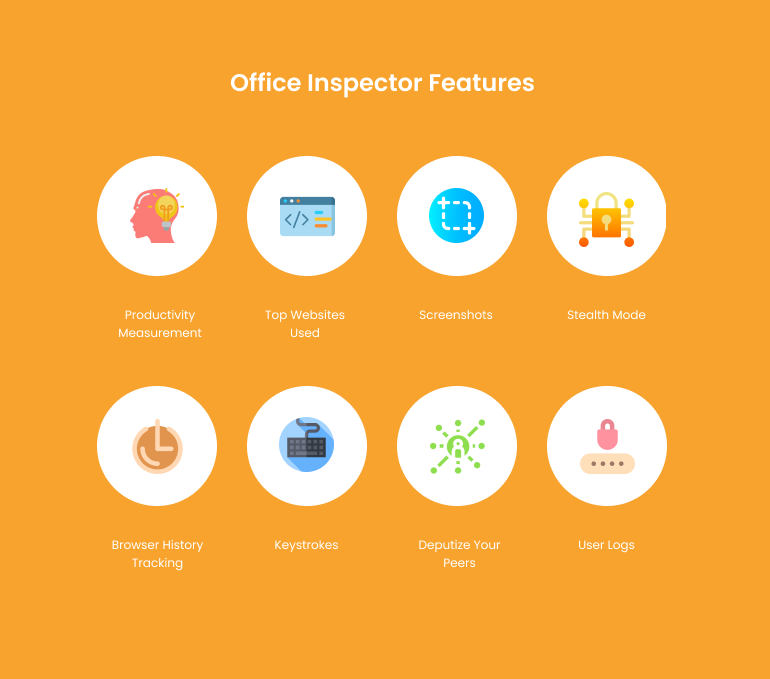 Office Inspector Features
Productivity
Measurement
Top Websites
Used
Screenshots
Stealth Mode
Browser History
Tracking
Keystrokes
Deputize Your
Peers
User Logs